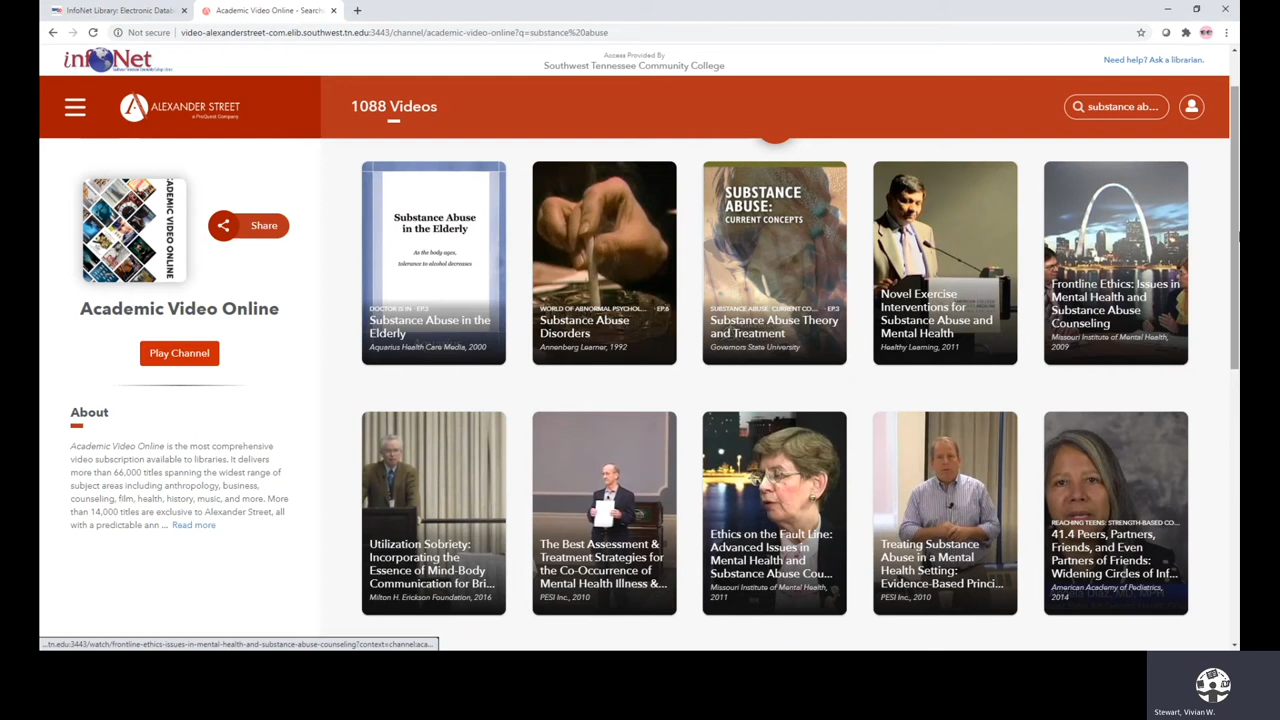 InfoNet Library: Electronic Datab
Academic Video Online - Search
Not secure
video-alexanderstreet-com.elib.southwest.tn.edu:3443/channel/academic-video-online?q=substance%20abuse
infoNet
Access Provided By
Southwest Tennessee Community College
Need help? Ask a librarian.
ALEXANDER STREET
a ProQuest Company
1088 Videos
substance ab...
ACADEMIC VIDEO ONLINE
Share
Academic Video Online
Play Channel
About
Academic Video Online is the most comprehensive
video subscription available to libraries. It delivers
more than 66,000 titles spanning the widest range of
subject areas including anthropology, business,
counseling, film, health, history, music, and more. More
than 14,000 titles are exclusive to Alexander Street, all
with a predictable ann ... Read more
Substance Abuse
in the Elderly
As the body ages,
tolerance to alcohol decreases
DOCTOR IS IN · EP.3
Substance Abuse in the
Elderly
Aquarius Health Care Media, 2000
WORLD OF ABNORMAL PSYCHOL... · EP.6
Substance Abuse
Disorders
Annenberg Learner, 1992
SUBSTANCE
ABUSE:
CURRENT CONCEPTS
SUBSTANCE ABUSE: CURRENT CO... · EP.3
Substance Abuse Theory
and Treatment
Governors State University
Novel Exercise
Interventions for
Substance Abuse and
Mental Health
Healthy Learning, 2011
Frontline Ethics: Issues in
Mental Health and
Substance Abuse
Counseling
Missouri Institute of Mental Health,
2009
Utilization Sobriety:
Incorporating the
Essence of Mind-Body
Communication for Bri...
Milton H. Erickson Foundation, 2016
The Best Assessment &
Treatment Strategies for
the Co-Occurrence of
Mental Health Illness &...
PESI Inc., 2010
Ethics on the Fault Line:
Advanced Issues in
Mental Health and
Substance Abuse Cou...
Missouri Institute of Mental Health,
2011
Treating Substance
Abuse in a Mental
Health Setting:
Evidence-Based Princi...
PESI Inc., 2010
REACHING TEENS: STRENGTH-BASED CO...
41.4 Peers, Partners,
Friends, and Even
Partners of Friends:
Widening Circles of Inf...
American Academy of Pediatrics,
2014
...tn.edu:3443/watch/frontline-ethics-issues-in-mental-health-and-substance-abuse-counseling?context=channel:aca...
Stewart, Vivian W.